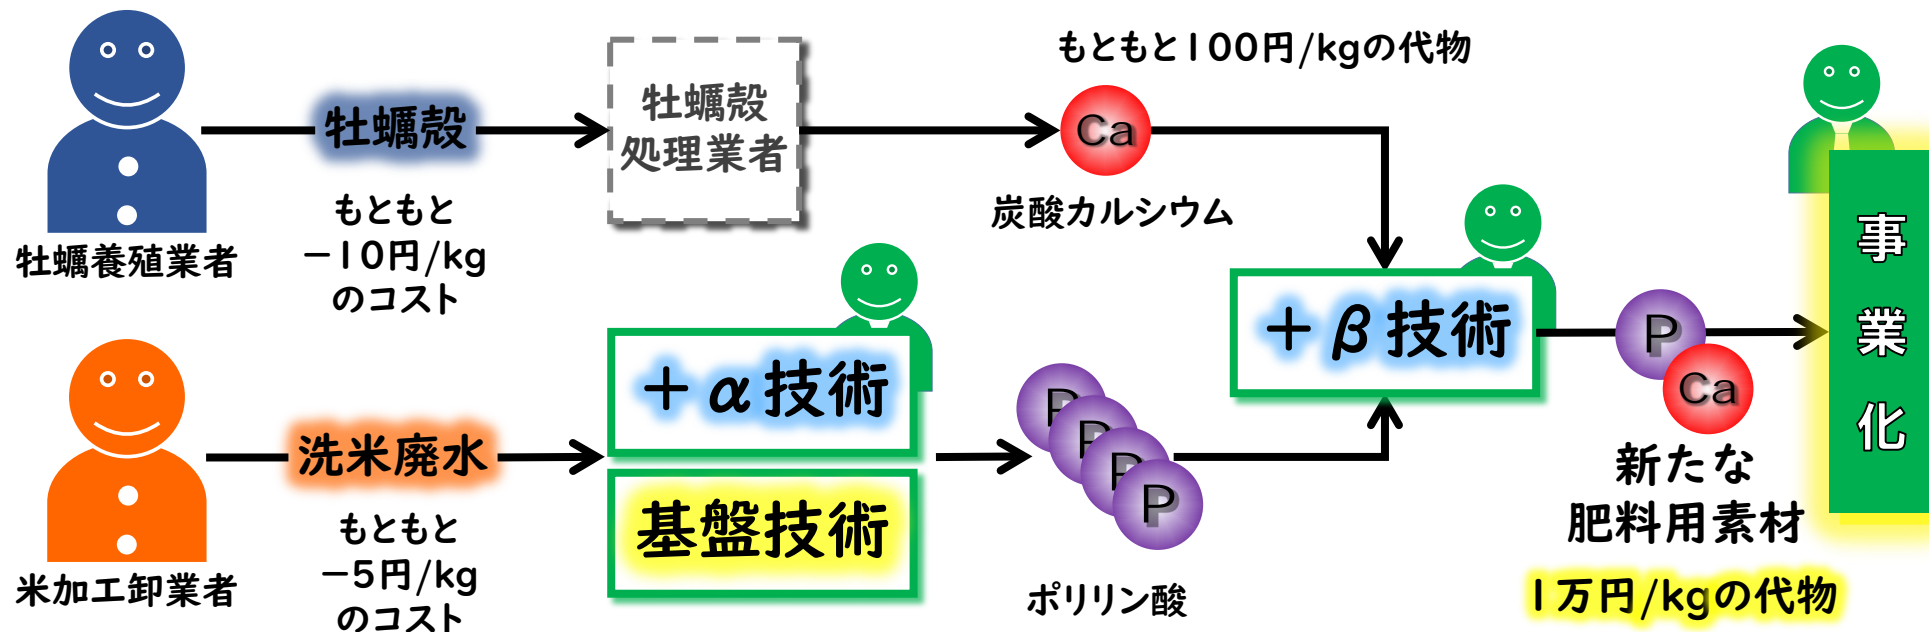 もともと100円/kgの代物
牡蠣殻
牡蠣殻
処理業者
Ca
炭酸カルシウム
もともと
－10円/kg
のコスト
牡蠣養殖業者
＋α技術
基盤技術
＋β技術
P
Ca
新たな
肥料用素材
1万円/kgの代物
事業化
洗米廃水
もともと
－5円/kg
のコスト
米加工卸業者
P
P
P
P
ポリリン酸